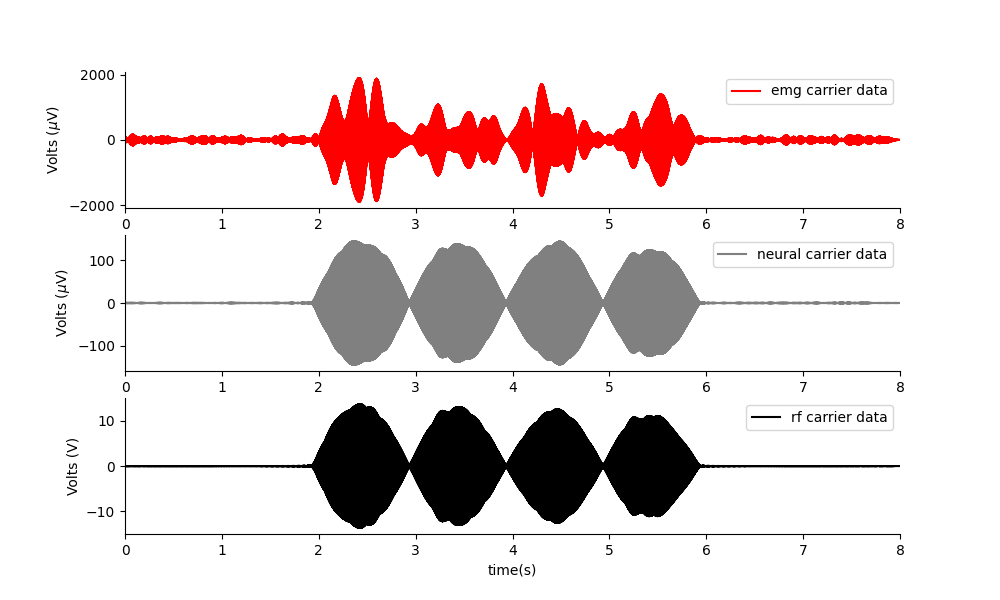 2000
0
−2000
Volts (μV)
emg carrier data
0 1 2 3 4 5 6 7 8
100
0
−100
Volts (μV)
neural carrier data
0 1 2 3 4 5 6 7 8
10
0
−10
Volts (V)
rf carrier data
0 1 2 3 4 5 6 7 8
time(s)